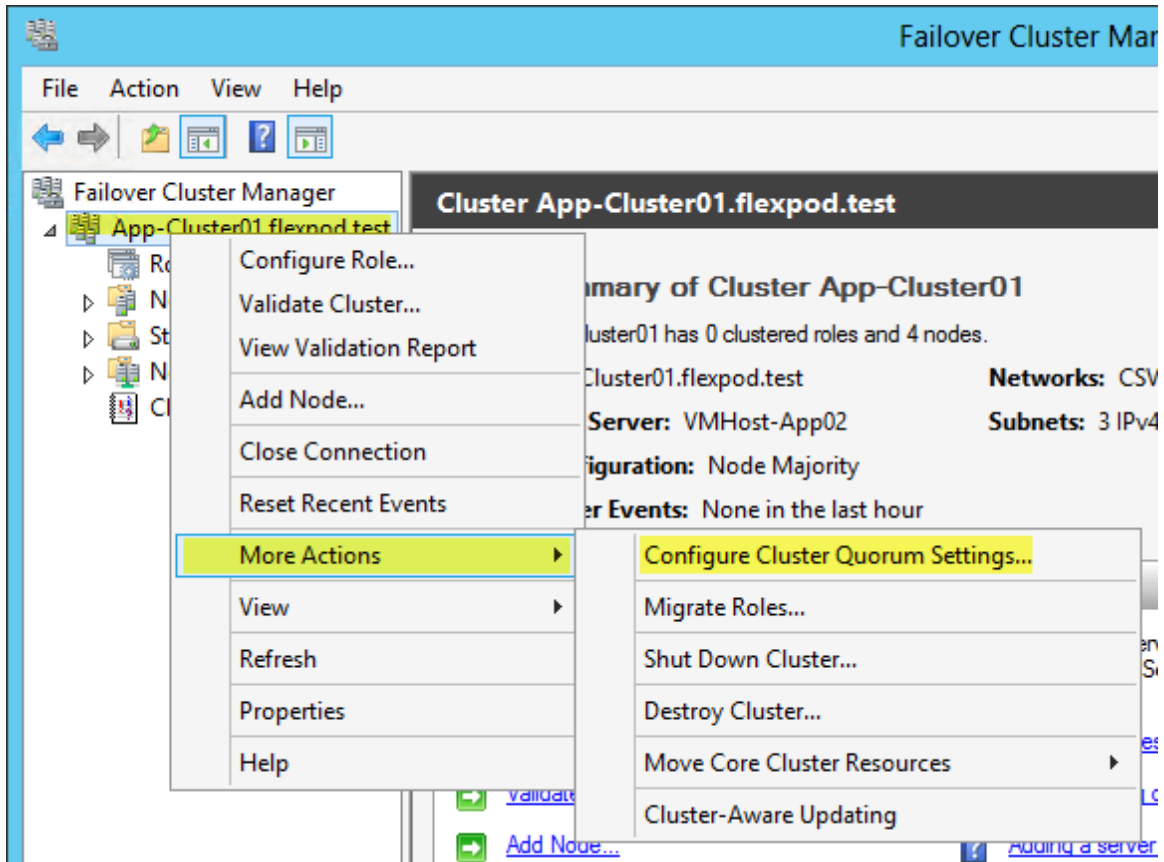 Failover Cluster Mar
File Action View Help
Failover Cluster Manager
App-Cluster01.flexpod.test
Cluster App-Cluster01.flexpod.test
Configure Role...
Validate Cluster...
View Validation Report
Add Node...
Close Connection
Reset Recent Events
More Actions
View
Refresh
Properties
Help
mmary of Cluster App-Cluster01
luster01 has 0 clustered roles and 4 nodes.
Cluster01.flexpod.test Networks: CSV
Server: VMHost-App02 Subnets: 3 IPv4
figuration: Node Majority
er Events: None in the last hour
Configure Cluster Quorum Settings...
Migrate Roles...
Shut Down Cluster...
Destroy Cluster...
Move Core Cluster Resources
Cluster-Aware Updating
Validate
Add Node... Adding a server